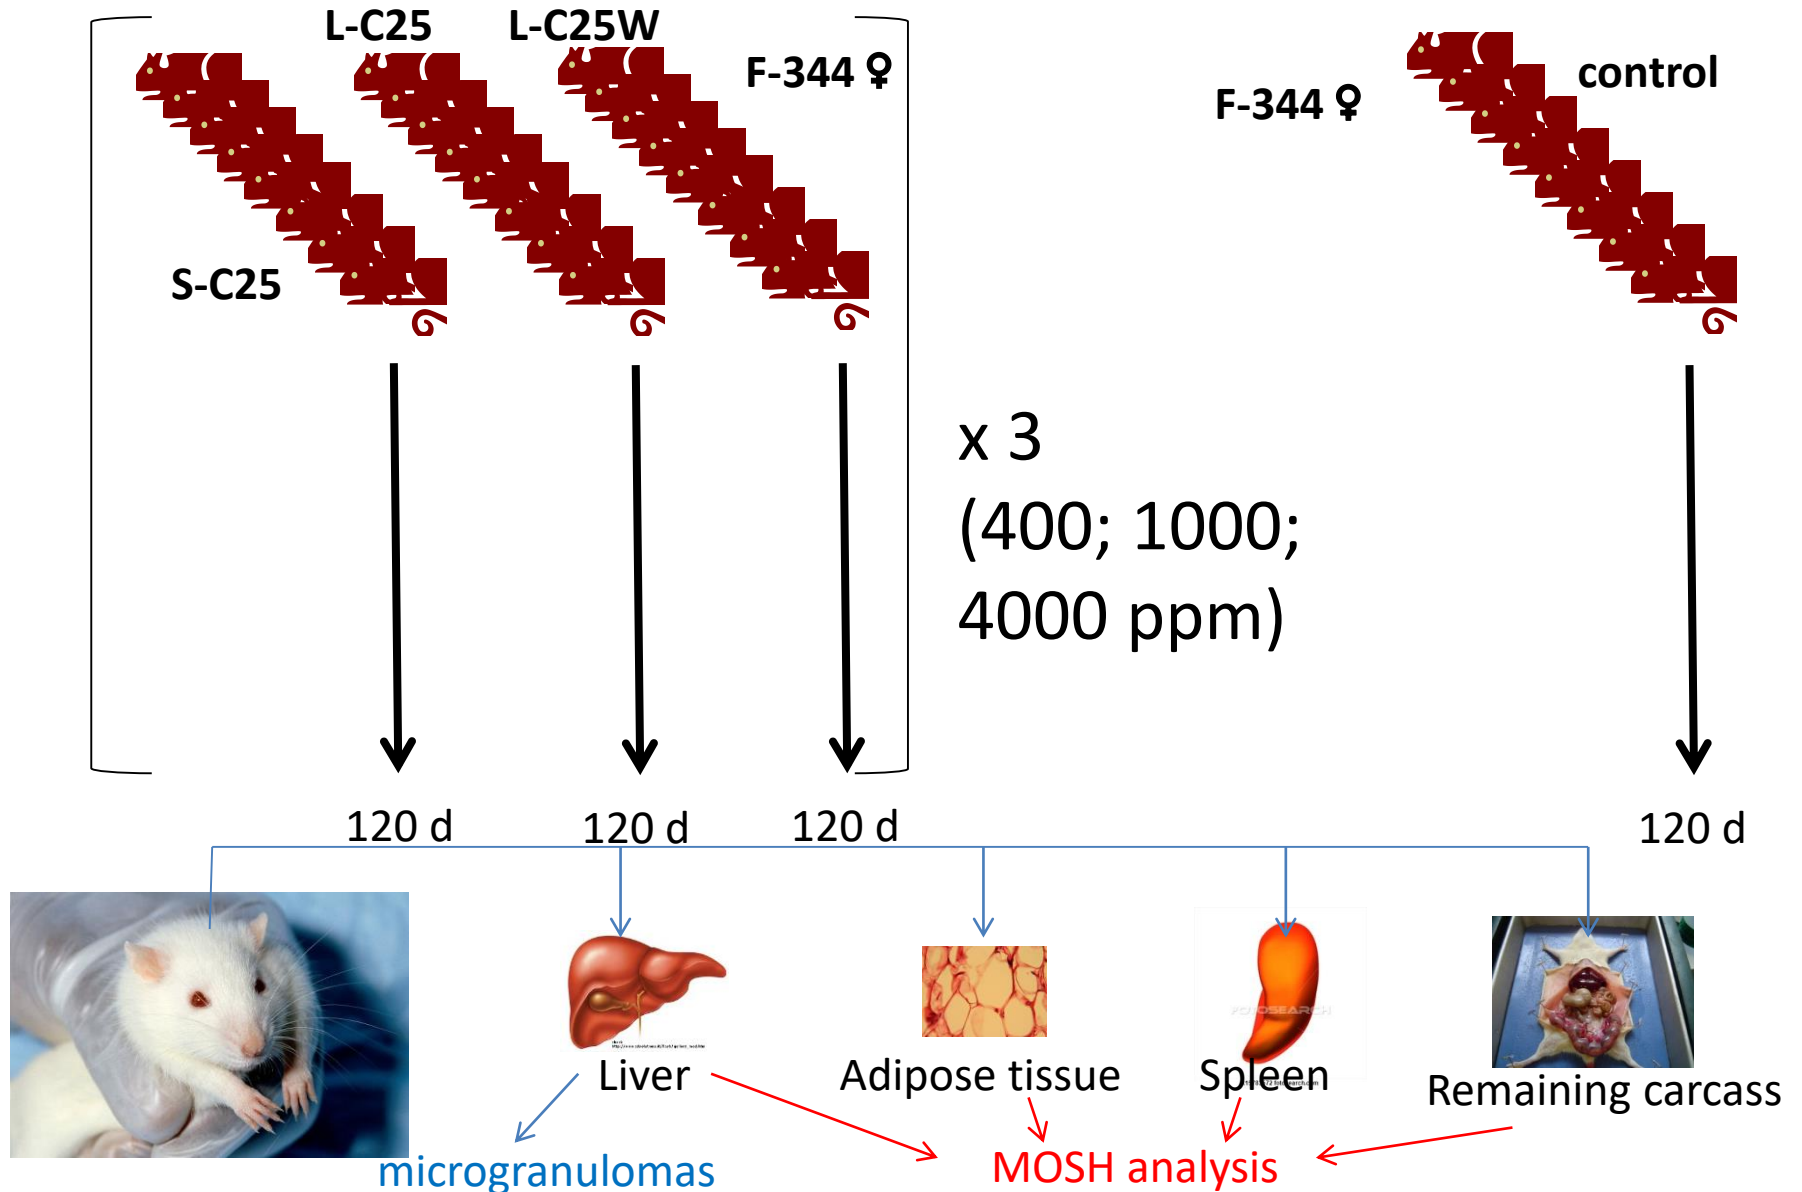 L-C25 L-C25W
F-344 ♀ control
F-344 ♀
S-C25
x 3
(400; 1000;
4000 ppm)
120 d 120 d 120 d 120 d
FOTOSEARCH
Liver Adipose tissue Spleen Remaining carcass
microgranulomas MOSH analysis